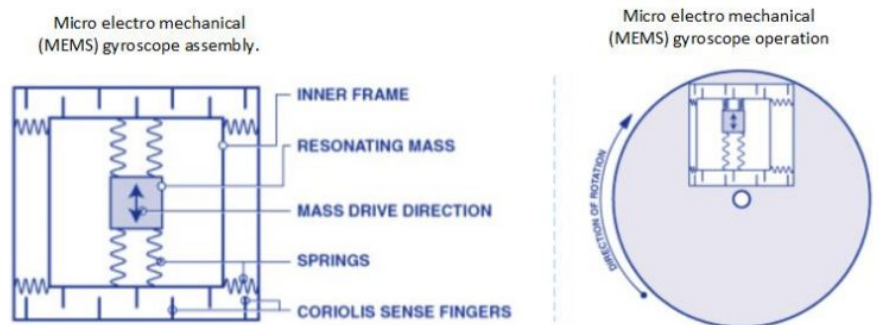 Micro electro mechanical
(MEMS) gyroscope assembly.
INNER FRAME
RESONATING MASS
MASS DRIVE DIRECTION
SPRINGS
CORIOLIS SENSE FINGERS
Micro electro mechanical
(MEMS) gyroscope operation
DIRECTION OF ROTATION